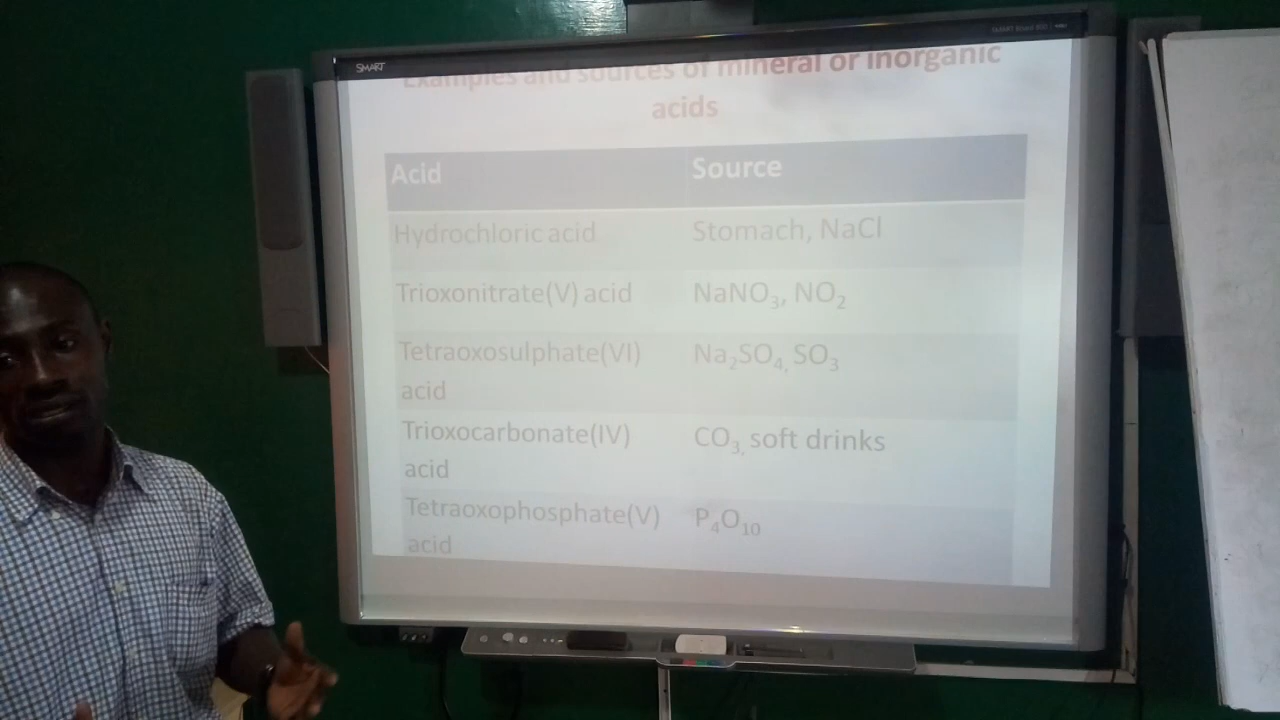 SMART
Examples and sources of mineral or inorganic
acids
Acid Source
Hydrochloric acid Stomach, NaCl
Trioxonitrate(V) acid NaNO₃, NO₂
Tetraoxosulphate(VI) Na₂SO₄, SO₃
acid
Trioxocarbonate(IV) CO₃, soft drinks
acid
Tetraoxophosphate(V) P₄O₁₀
acid